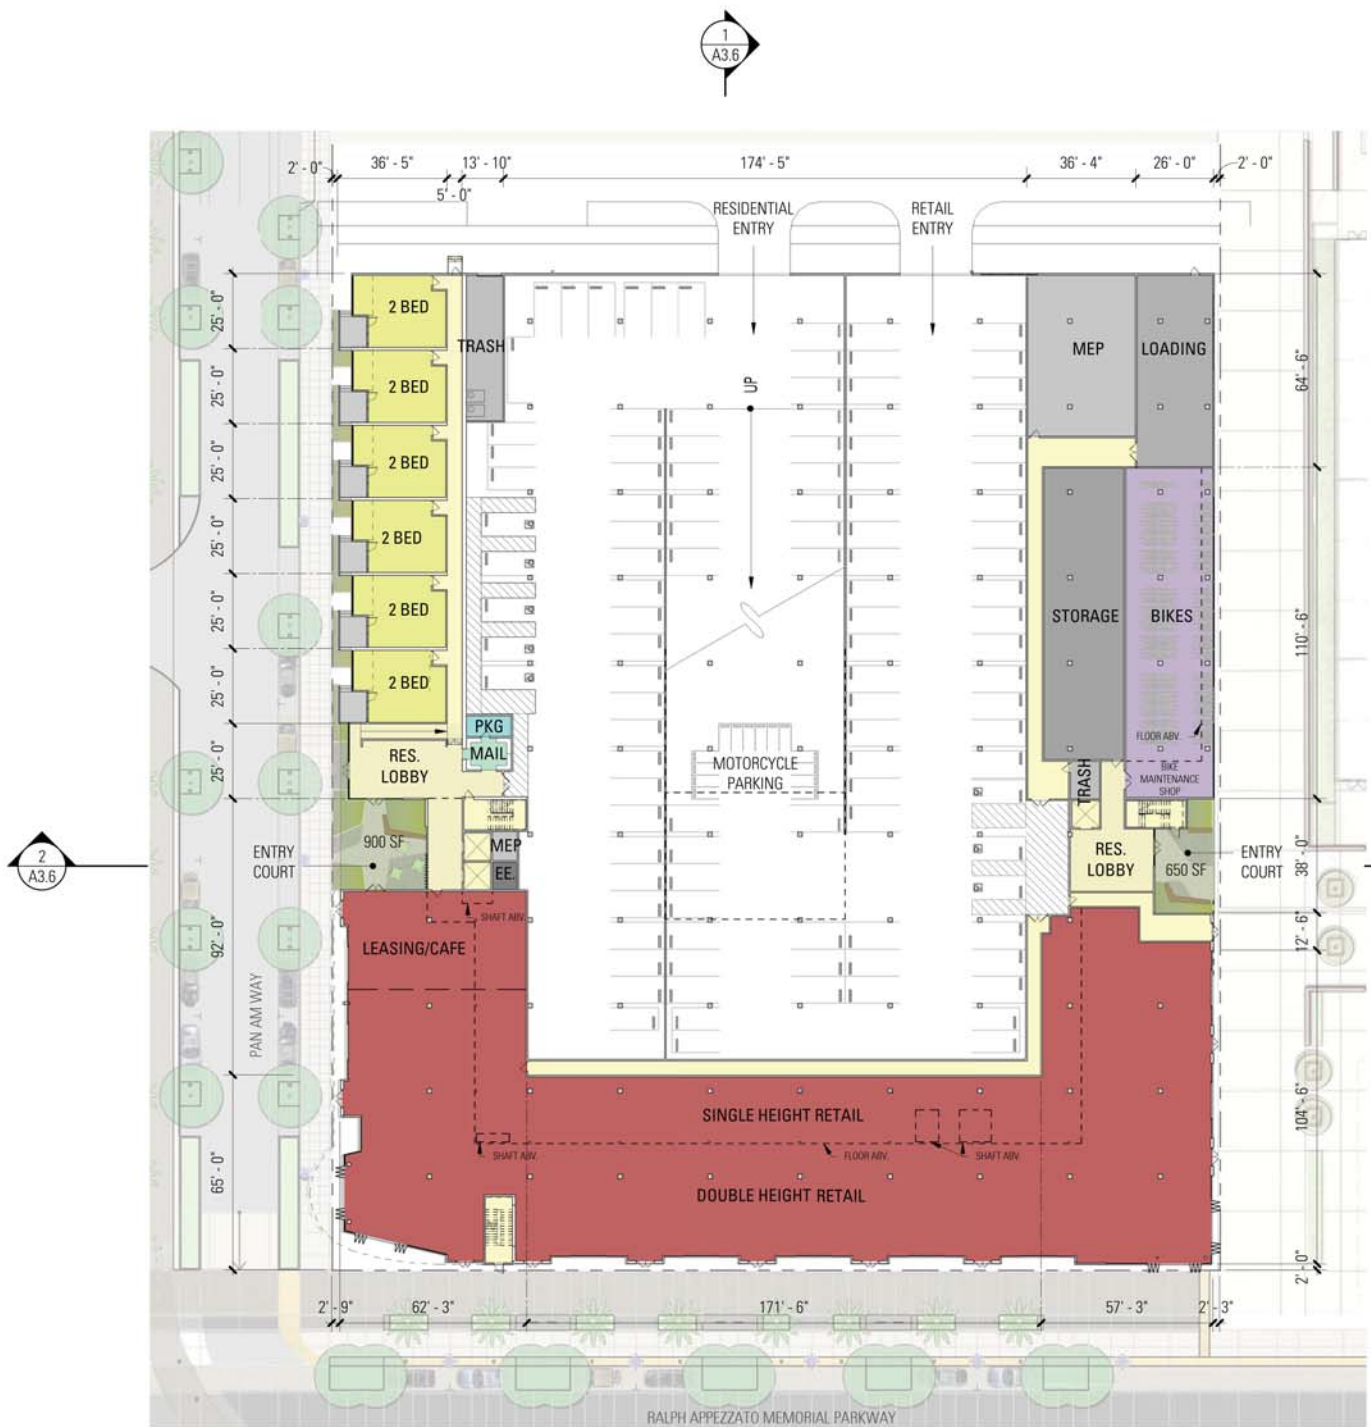 1
A3.6
2' - 0"
36' - 5"
13' - 10"
174' - 5"
36' - 4"
26' - 0"
2' - 0"
5' - 0"
RESIDENTIAL
ENTRY
RETAIL
ENTRY
25' - 0"
2 BED
TRASH
MEP
LOADING
64' - 6"
25' - 0"
2 BED
UP
25' - 0"
2 BED
25' - 0"
2 BED
25' - 0"
2 BED
STORAGE
BIKES
110' - 6"
25' - 0"
2 BED
PKG
MAIL
25' - 0"
RES.
LOBBY
MOTORCYCLE
PARKING
FLOOR ABV.
TRASH
BIKE
MAINTENANCE
SHOP
2
A3.6
ENTRY
COURT
900 SF
MEP
EE.
RES.
LOBBY
650 SF
ENTRY
COURT
38' - 0"
SHAFT ABV.
12' - 6"
92' - 0"
LEASING/CAFE
PAN AM WAY
SINGLE HEIGHT RETAIL
104' - 6"
SHAFT ABV.
FLOOR ABV.
SHAFT ABV.
65' - 0"
DOUBLE HEIGHT RETAIL
2' - 0"
2' - 9"
62' - 3"
171' - 6"
57' - 3"
2' - 3"
RALPH APPEZZATO MEMORIAL PARKWAY